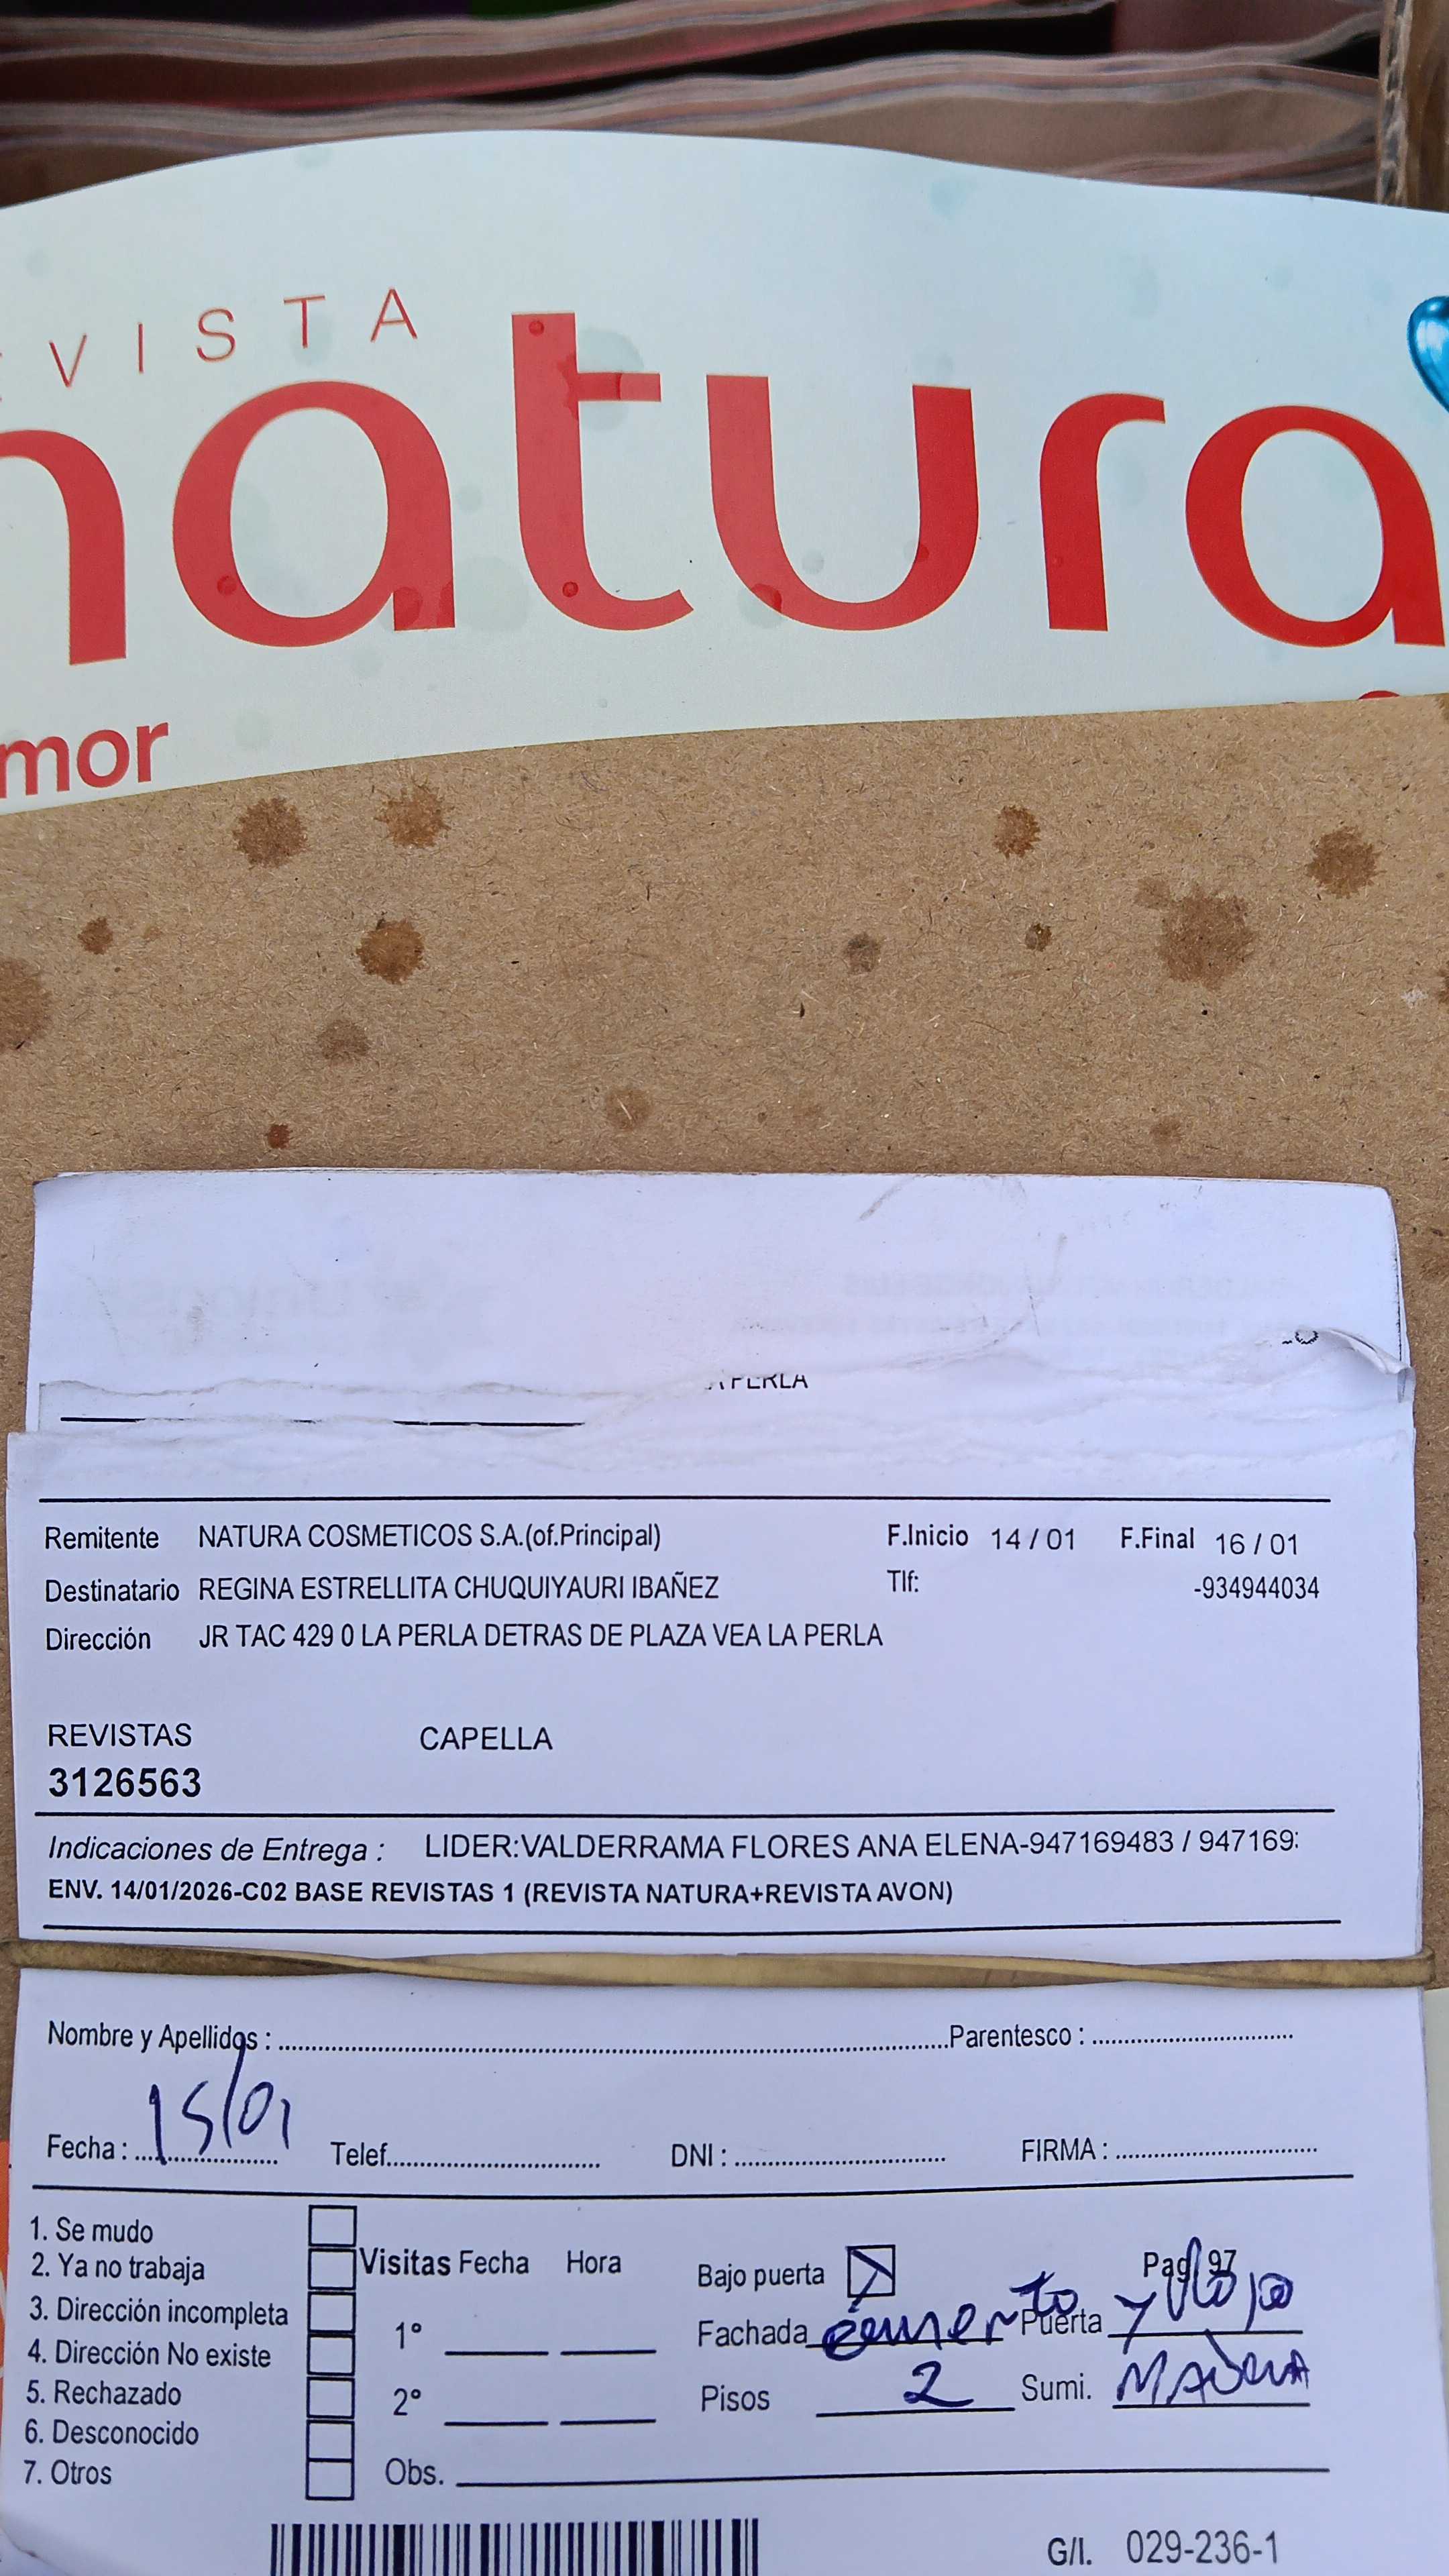 VISTA
natura
mor
A PERLA
Remitente NATURA COSMETICOS S.A.(of.Principal) F.Inicio 14 / 01 F.Final 16 / 01
Destinatario REGINA ESTRELLITA CHUQUIYAURI IBAÑEZ Tlf: -934944034
Dirección JR TAC 429 0 LA PERLA DETRAS DE PLAZA VEA LA PERLA
REVISTAS CAPELLA
3126563
Indicaciones de Entrega : LIDER:VALDERRAMA FLORES ANA ELENA-947169483 / 947169
ENV. 14/01/2026-C02 BASE REVISTAS 1 (REVISTA NATURA+REVISTA AVON)
Nombre y Apellidos : Parentesco :
Fecha : 15/01 Telef. DNI : FIRMA :
1. Se mudo
2. Ya no trabaja Visitas Fecha Hora Bajo puerta Pag 97
3. Dirección incompleta 1° Fachada cemento Puerta
4. Dirección No existe
5. Rechazado 2° Pisos 2 Sumi.
6. Desconocido
7. Otros Obs.
G/I. 029-236-1